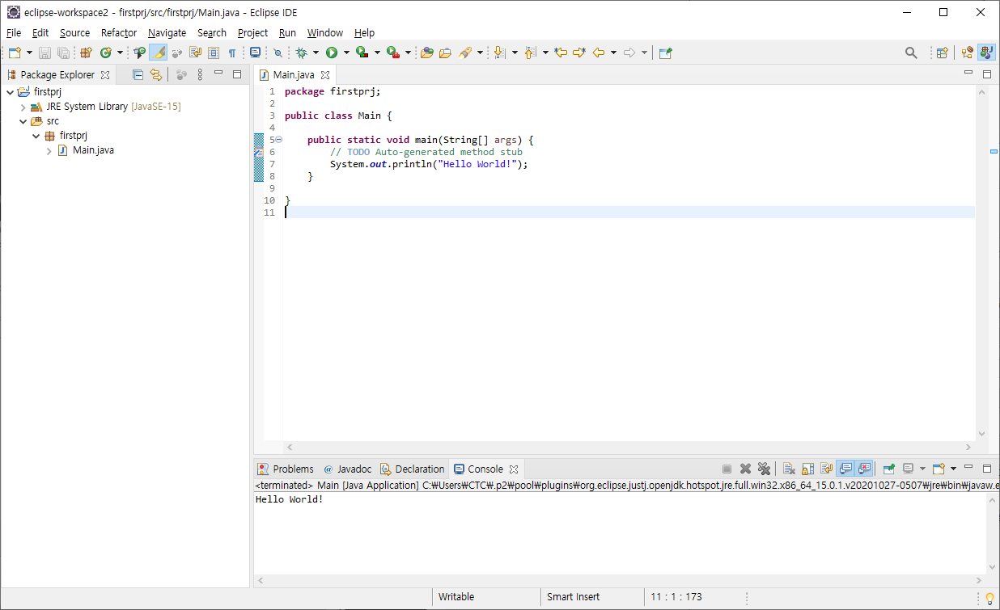 eclipse-workspace2 - firstprj/src/firstprj/Main.java - Eclipse IDE
File Edit Source Refactor Navigate Search Project Run Window Help
Package Explorer
firstprj
JRE System Library [JavaSE-15]
src
firstprj
Main.java
Main.java
1 package firstprj;
2
3 public class Main {
4
5 public static void main(String[] args) {
6 // TODO Auto-generated method stub
7 System.out.println("Hello World!");
8 }
9
10 }
11
Problems @ Javadoc Declaration Console
<terminated> Main [Java Application] C:₩Users₩CTC₩.p2₩pool₩plugins₩org.eclipse.justj.openjdk.hotspot.jre.full.win32.x86_64_15.0.1.v20201027-0507₩jre₩bin₩javaw.e
Hello World!
Writable Smart Insert 11 : 1 : 173